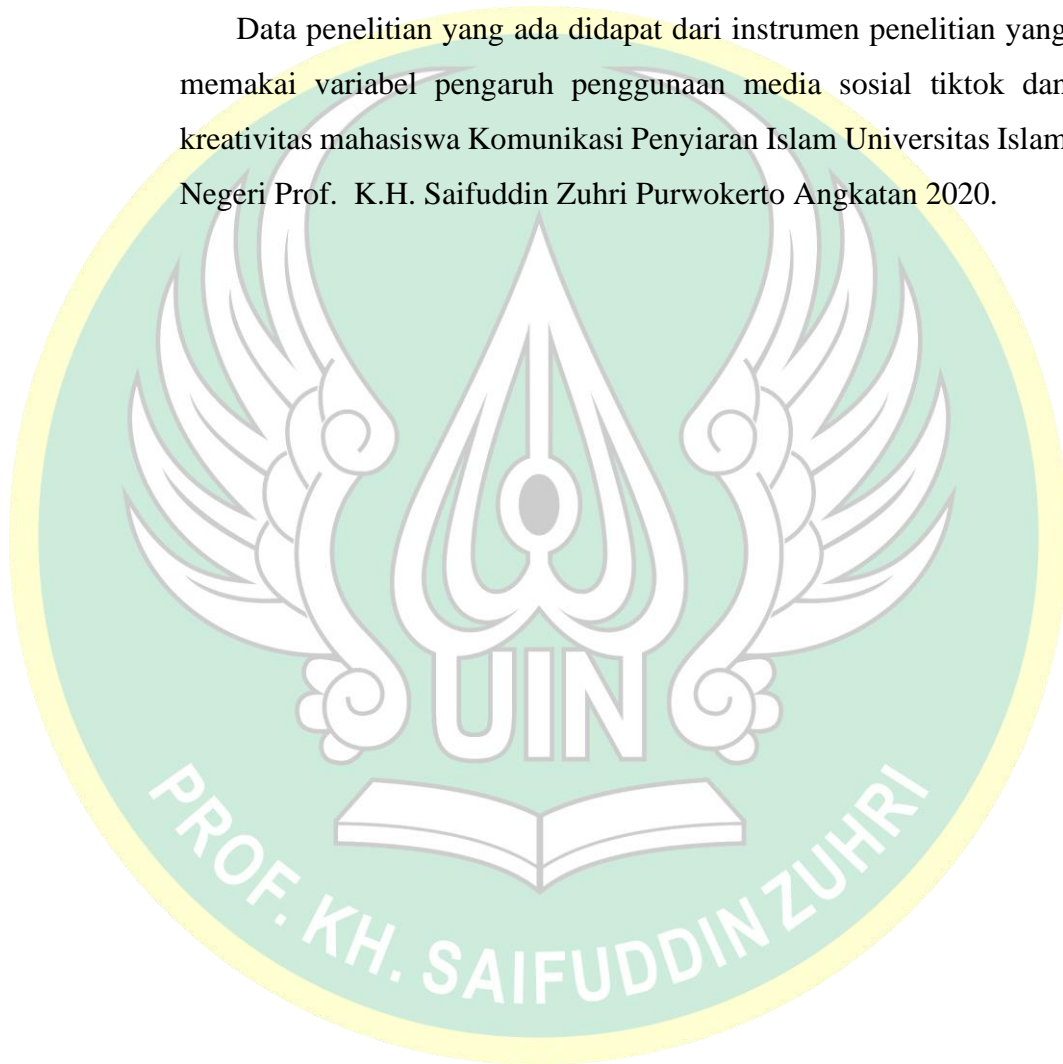 Data penelitian yang ada didapat dari instrumen penelitian yang
memakai variabel pengaruh penggunaan media sosial tiktok dan
kreativitas mahasiswa Komunikasi Penyiaran Islam Universitas Islam
Negeri Prof. K.H. Saifuddin Zuhri Purwokerto Angkatan 2020.
UIN
PROF. KH. SAIFUDDIN ZUHRI